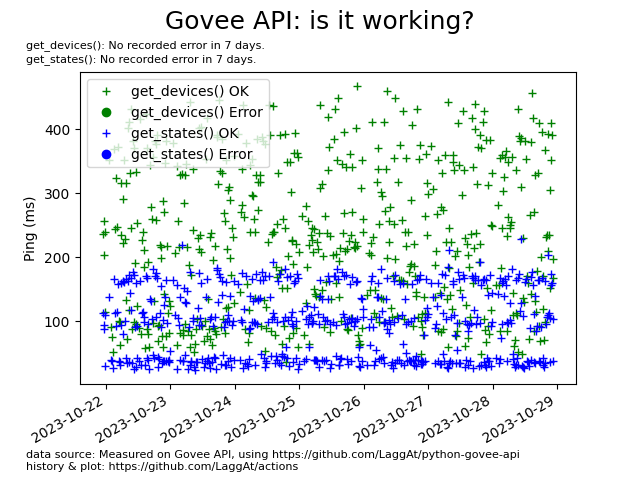 Govee API: is it working?
get_devices(): No recorded error in 7 days.
get_states(): No recorded error in 7 days.
get_devices() OK
get_devices() Error
get_states() OK
get_states() Error
Ping (ms)
400
300
200
100
2023-10-22
2023-10-23
2023-10-24
2023-10-25
2023-10-26
2023-10-27
2023-10-28
2023-10-29
data source: Measured on Govee API, using https://github.com/LaggAt/python-govee-api
history & plot: https://github.com/LaggAt/actions